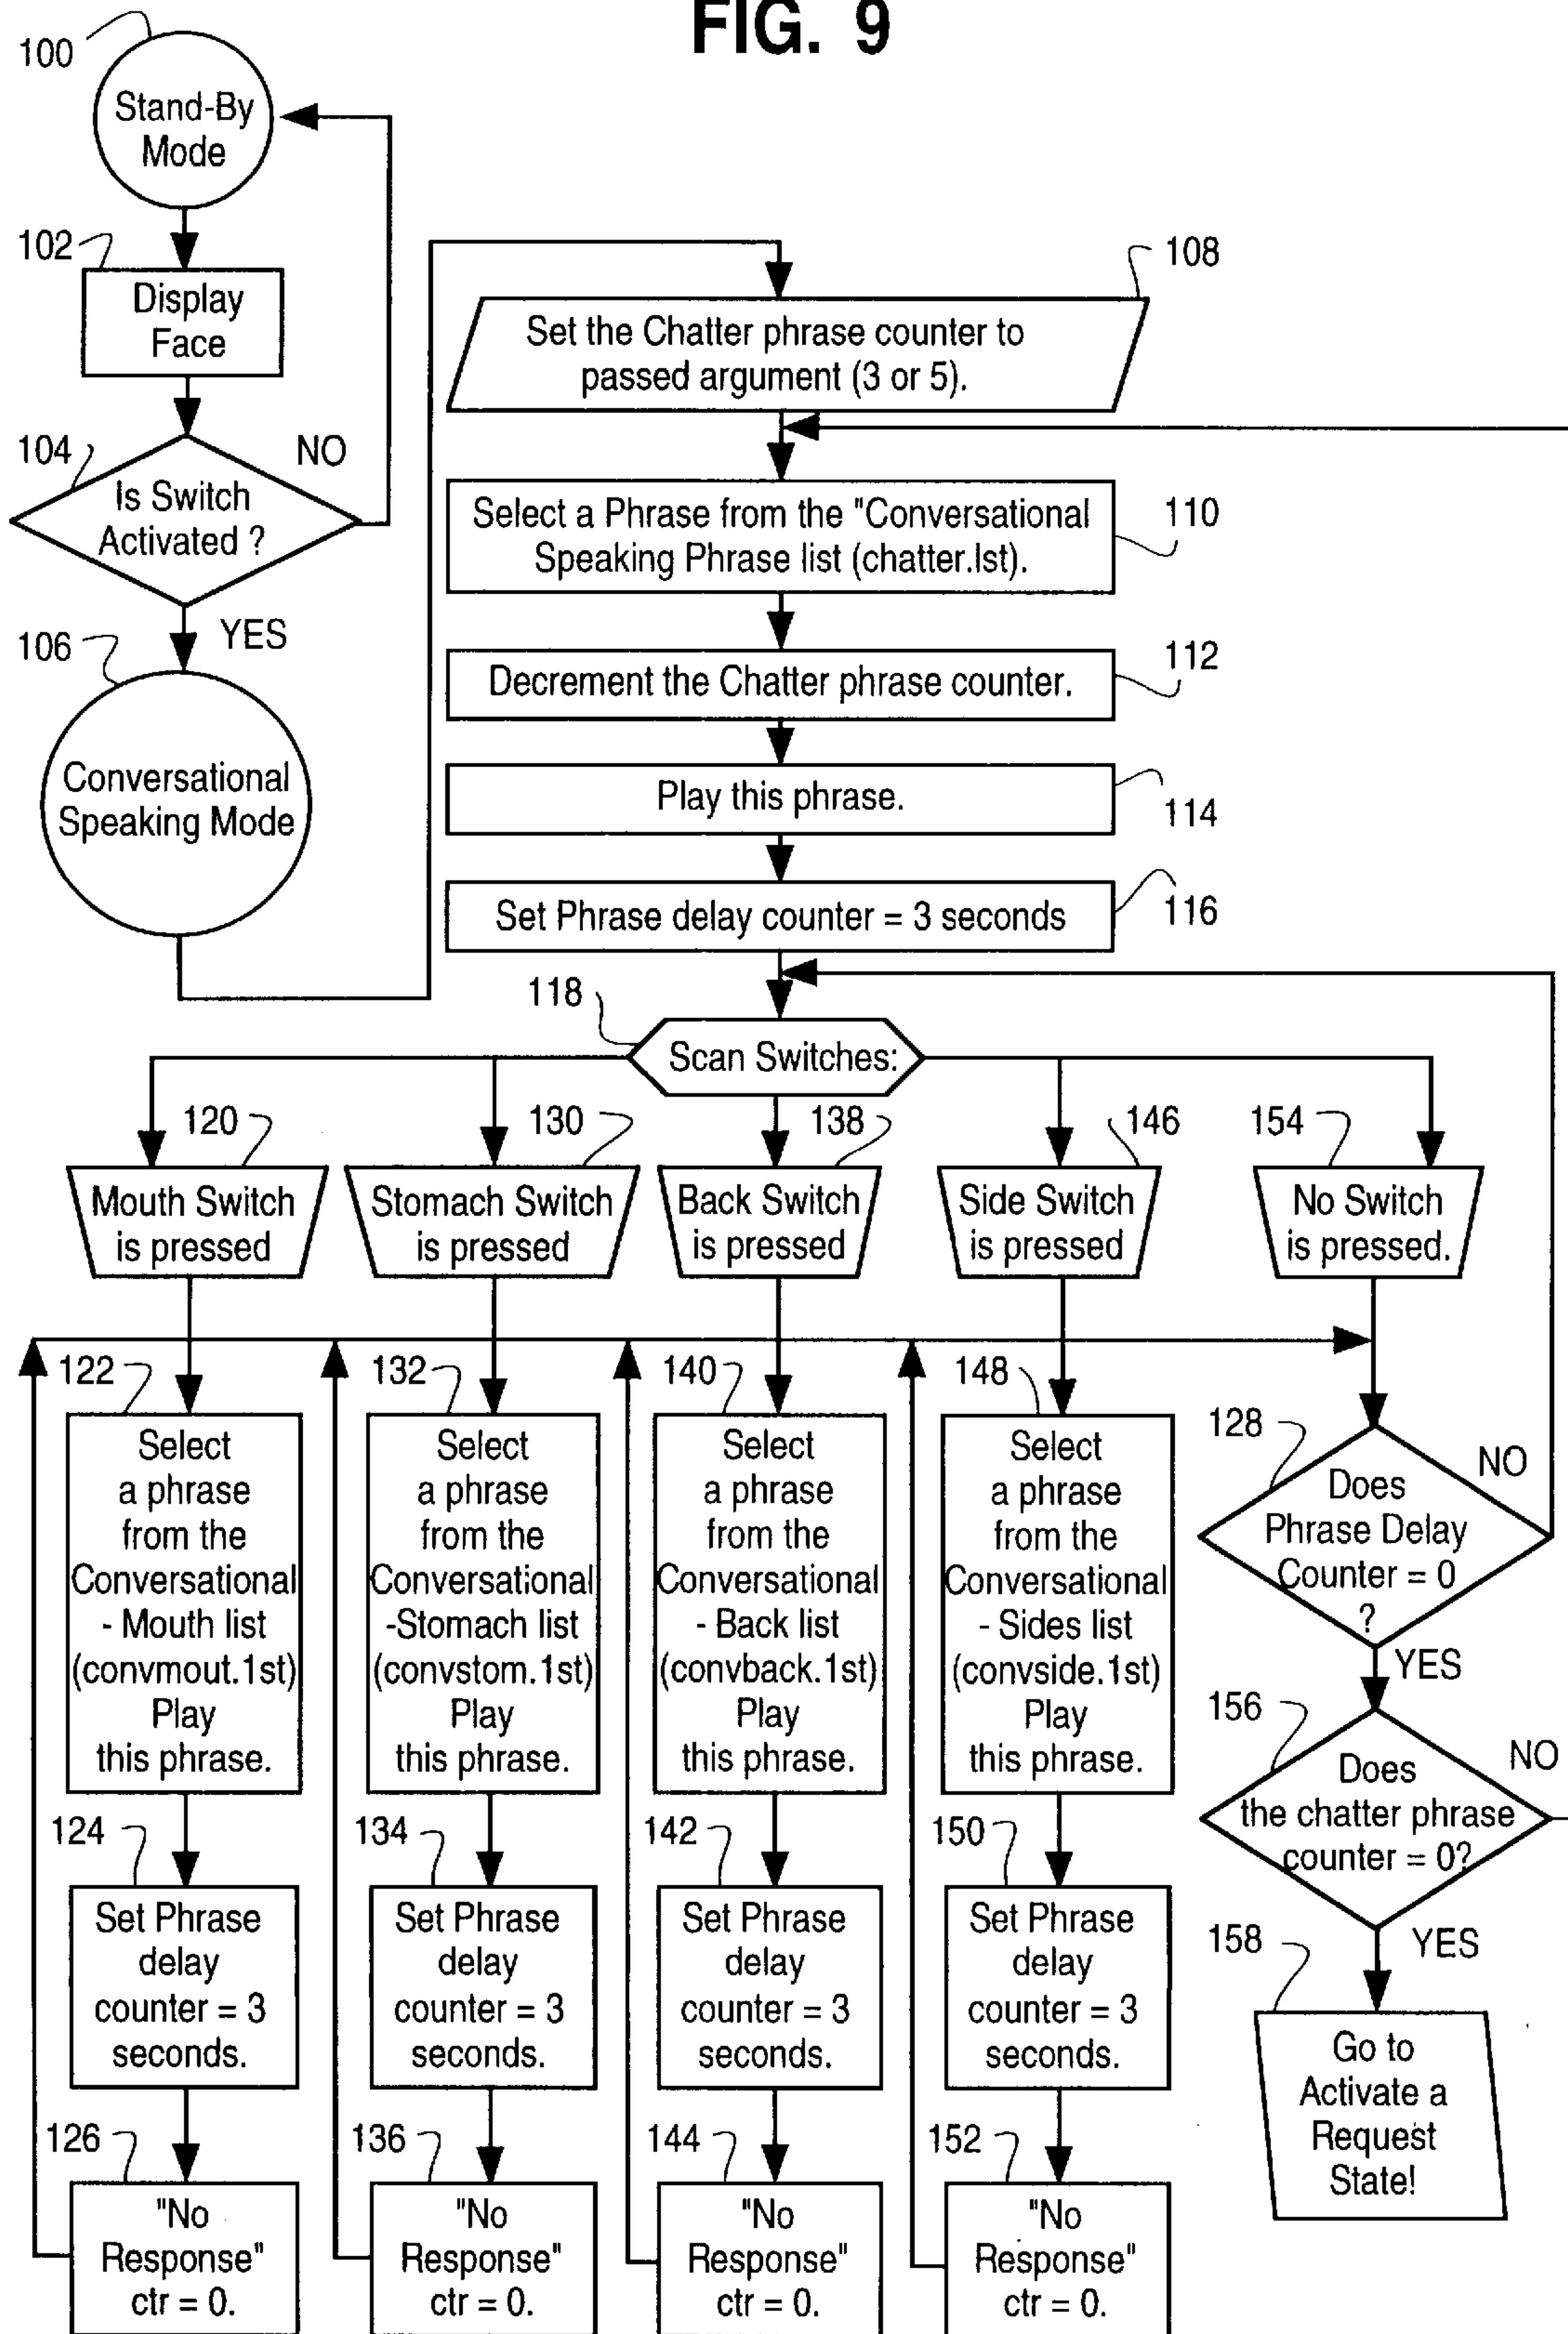 FIG. 9
100
Stand-By
Mode
102
Display
Face
104
NO
Is Switch
Activated ?
YES
106
Conversational
Speaking Mode
108
Set the Chatter phrase counter to
passed argument (3 or 5).
110
Select a Phrase from the "Conversational
Speaking Phrase list (chatter.lst).
112
Decrement the Chatter phrase counter.
Play this phrase.
114
Set Phrase delay counter = 3 seconds
116
118
Scan Switches:
120
Mouth Switch
is pressed
130
Stomach Switch
is pressed
138
Back Switch
is pressed
146
Side Switch
is pressed
154
No Switch
is pressed.
122
Select
a phrase
from the
Conversational
- Mouth list
(convmout.1st)
Play
this phrase.
132
Select
a phrase
from the
Conversational
-Stomach list
(convstom.1st)
Play
this phrase.
140
Select
a phrase
from the
Conversational
- Back list
(convback.1st)
Play
this phrase.
148
Select
a phrase
from the
Conversational
- Sides list
(convside.1st)
Play
this phrase.
128
NO
Does
Phrase Delay
Counter = 0
?
YES
156
NO
Does
the chatter phrase
counter = 0?
YES
124
Set Phrase
delay
counter = 3
seconds.
134
Set Phrase
delay
counter = 3
seconds.
142
Set Phrase
delay
counter = 3
seconds.
150
Set Phrase
delay
counter = 3
seconds.
158
Go to
Activate a
Request
State!
126
"No
Response"
ctr = 0.
136
"No
Response"
ctr = 0.
144
"No
Response"
ctr = 0.
152
"No
Response"
ctr = 0.